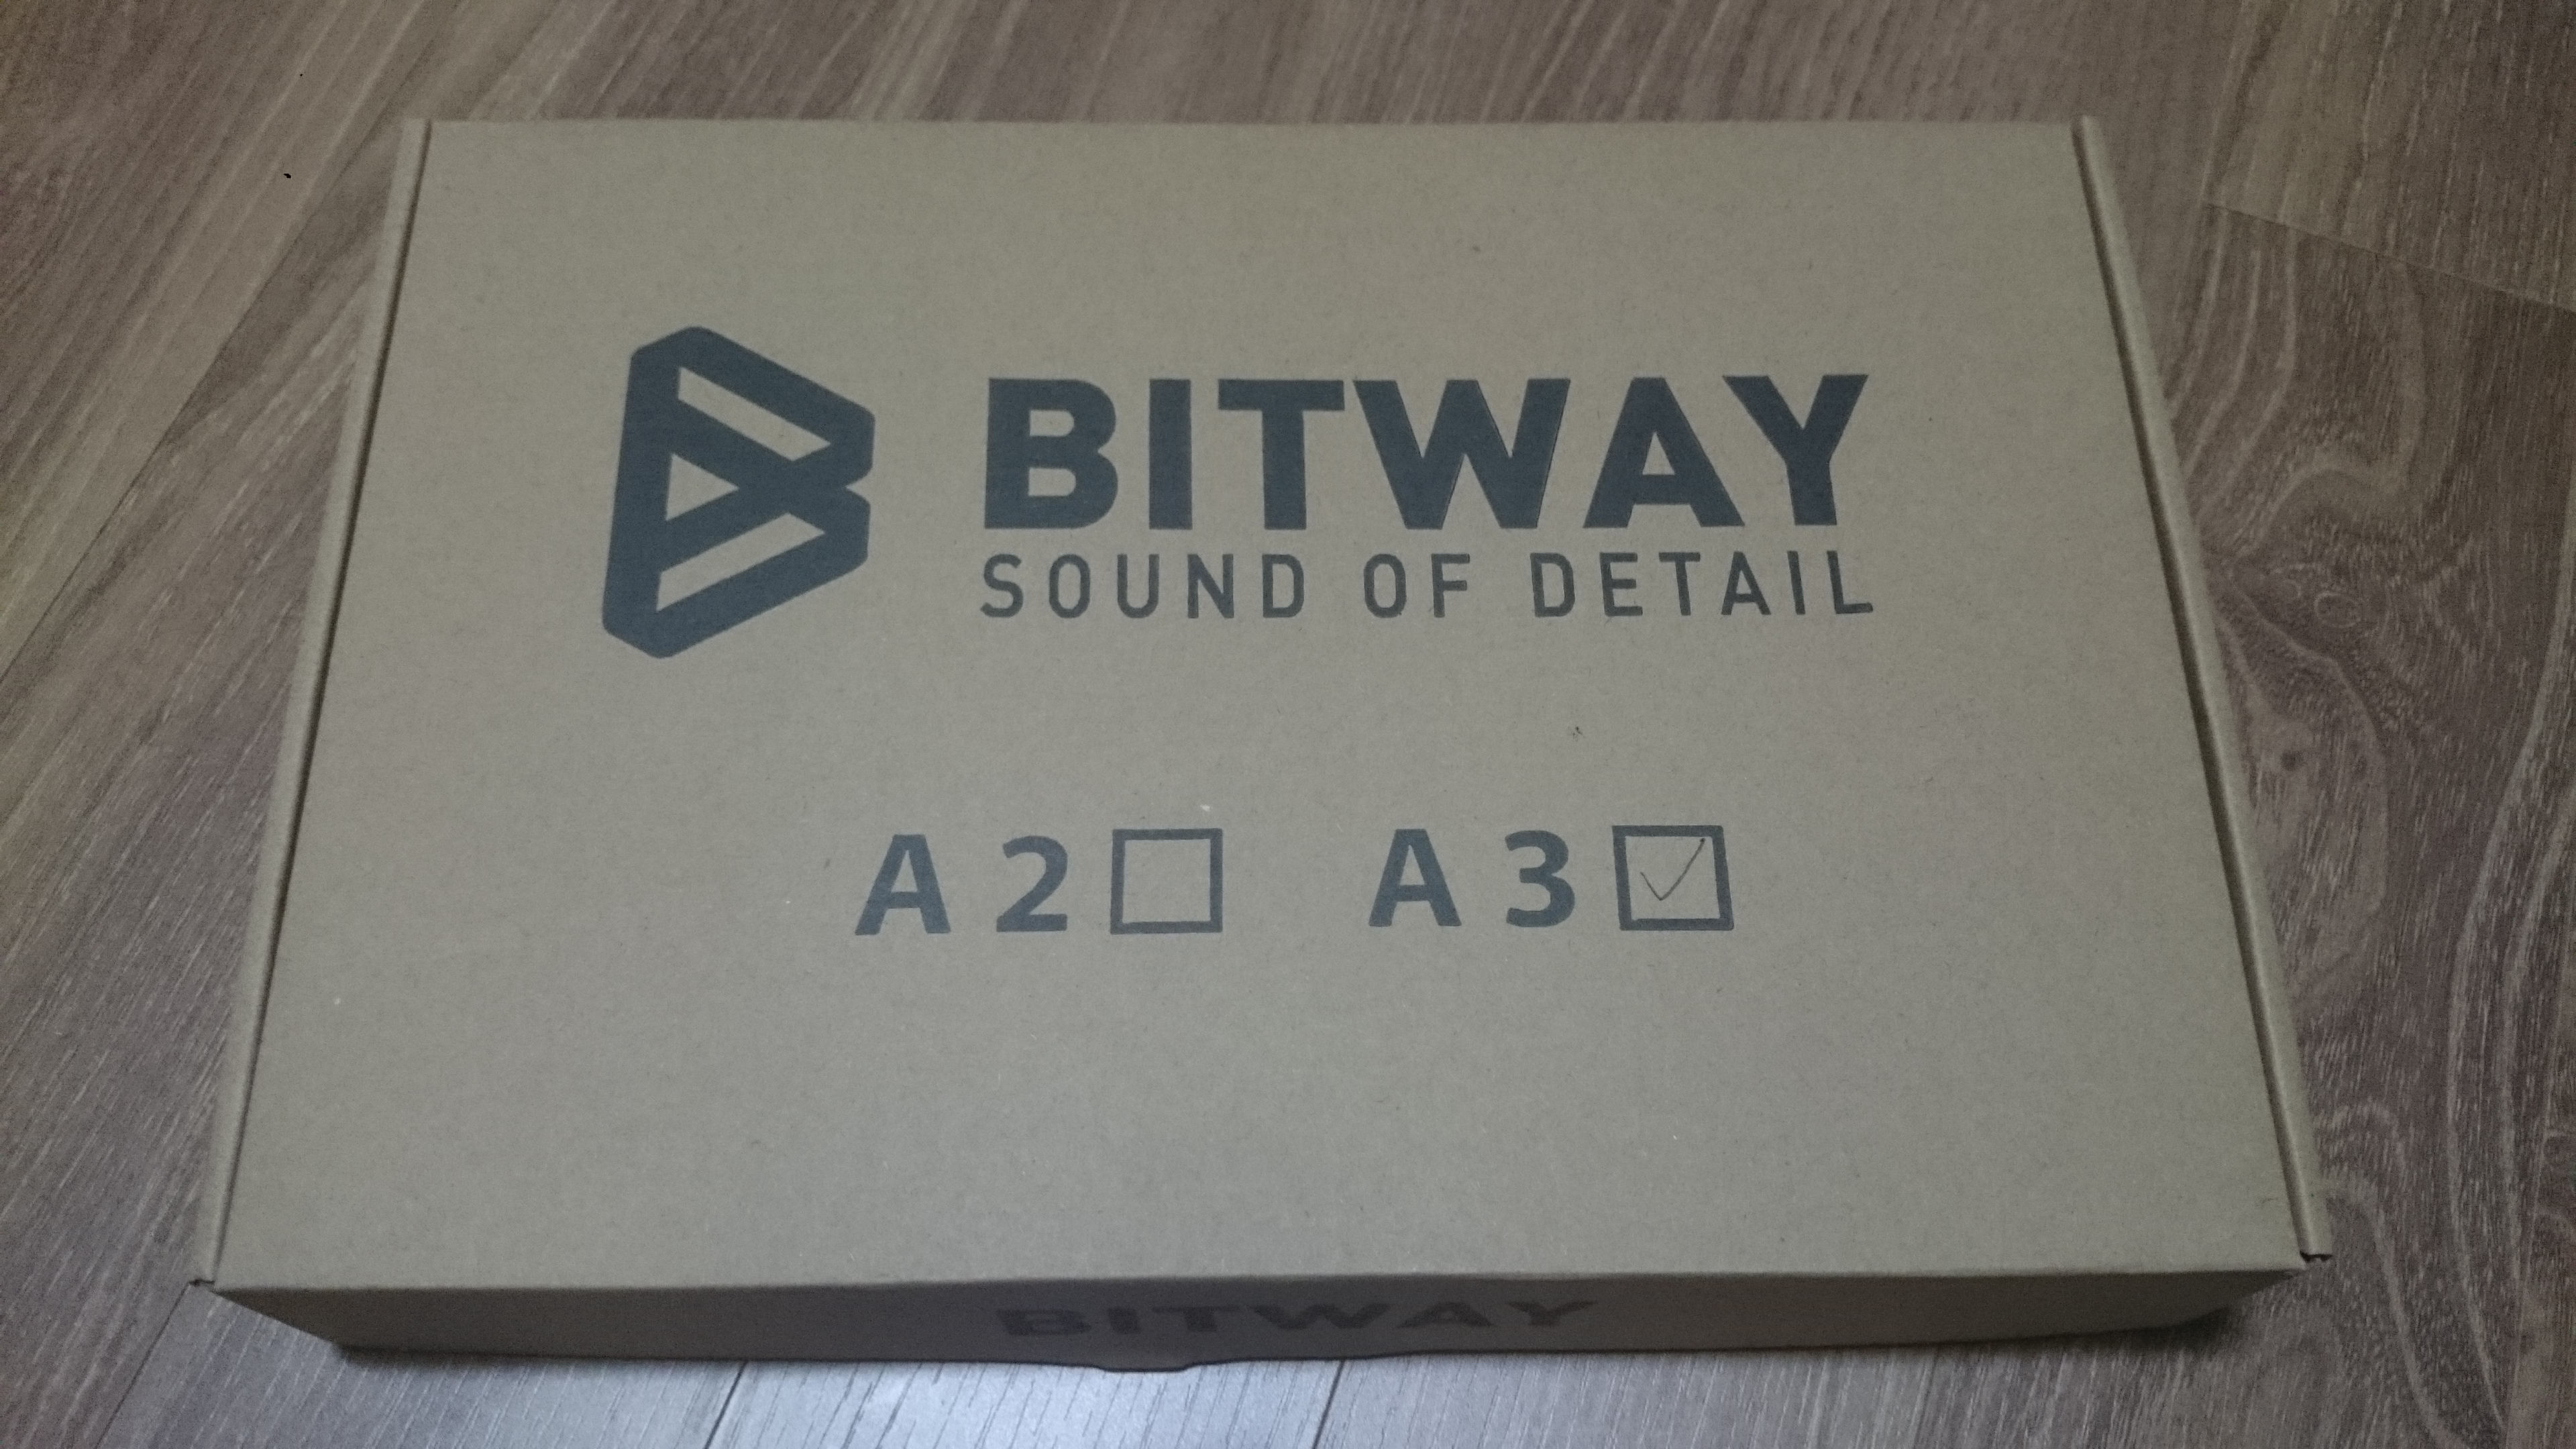 BITWAY
SOUND OF DETAIL
A2☐ A3☑
BITWAY